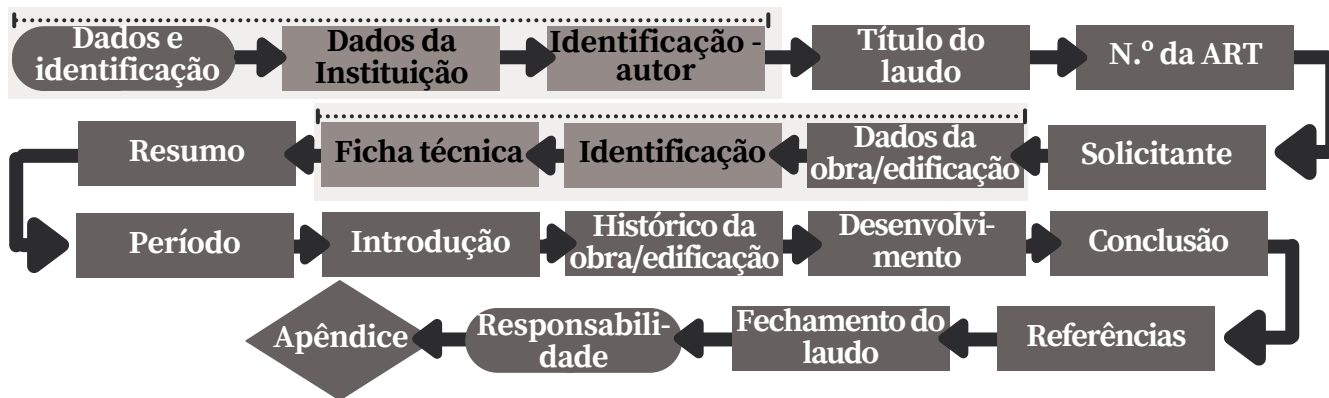 Dados e
identificação
Dados da
Instituição
Identificação -
autor
Título do
laudo
N.º da ART
Solicitante
Dados da
obra/edificação
Identificação
Ficha técnica
Resumo
Período
Introdução
Histórico da
obra/edificação
Desenvolvi-
mento
Conclusão
Referências
Fechamento do
laudo
Responsabili-
dade
Apêndice